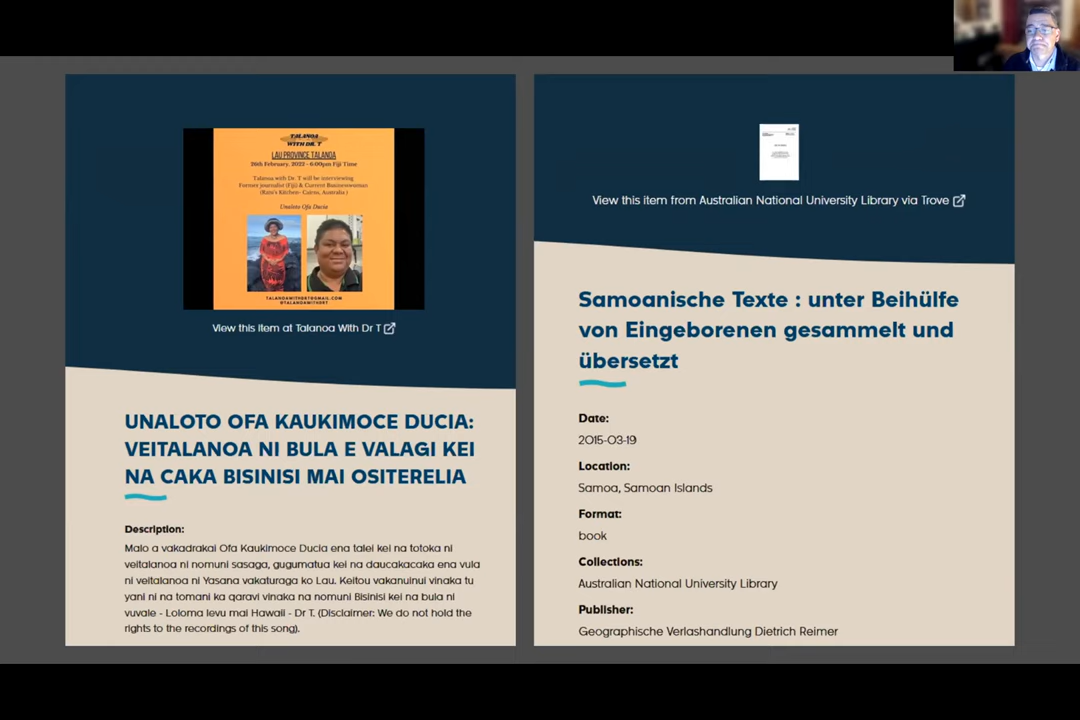 TALANOA
WITH DR. T
LAU PROVINCE TALANOA
26th February, 2022 - 6:00pm Fiji Time
Talanoa with Dr. T will be interviewing
Former journalist (Fiji) & Current Businesswoman
Cairns, Australia)
Unaloto Ofa Ducia
TALANOAWITHDRT@GMAIL.COM
@TALANOAWITHDRT
View this item at Talanoa With Dr T
UNALOTO OFA KAUKIMOCE DUCIA:
VEITALANOA NI BULA E VALAGI KEI
NA CAKA BISINISI MAI OSITERELIA
Description:
Malo a vakadrakai Ofa Kaukimoce Ducia ena talei kei na totoka ni
veitalanoa ni nomuni sasaga, gugumatua kei na daucakacaka ena vula
ni veitalanoa ni Yasana vakaturaga ko Lau. Keitou vakanuinui vinaka tu
yani ni na tomani ka qaravi vinaka na nomuni Bisinisi kei na bula ni
vuvale - Loloma levu mai Hawaii - Dr T. (Disclaimer: We do not hold the
rights to the recordings of this song).
View this item from Australian National University Library via Trove
Samoanische Texte : unter Beihülfe
von Eingeborenen gesammelt und
übersetzt
Date:
2015-03-19
Location:
Samoa, Samoan Islands
Format:
book
Collections:
Australian National University Library
Publisher:
Geographische Verlashandlung Dietrich Reimer